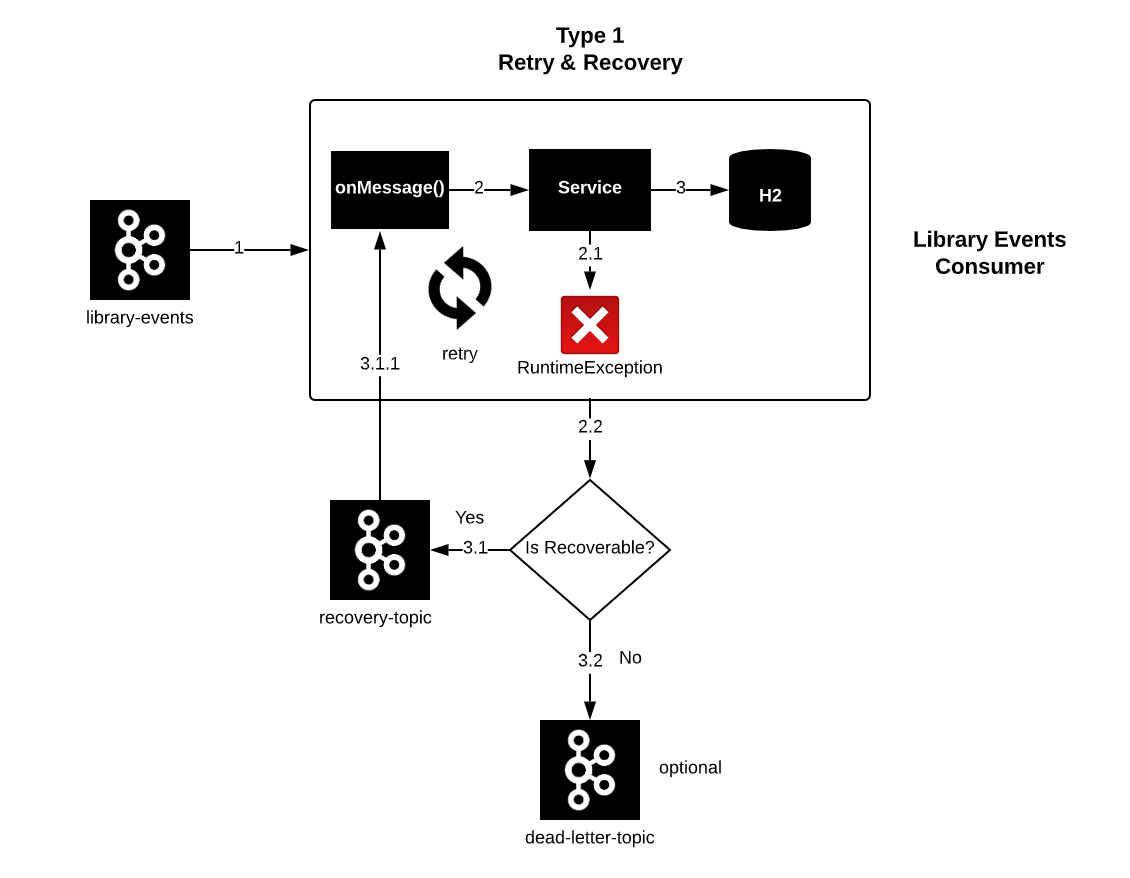 Type 1
Retry & Recovery
onMessage()
2
Service
3
H2
1
library-events
Library Events
Consumer
2.1
retry
RuntimeException
3.1.1
2.2
Yes
3.1
Is Recoverable?
recovery-topic
3.2
No
optional
dead-letter-topic